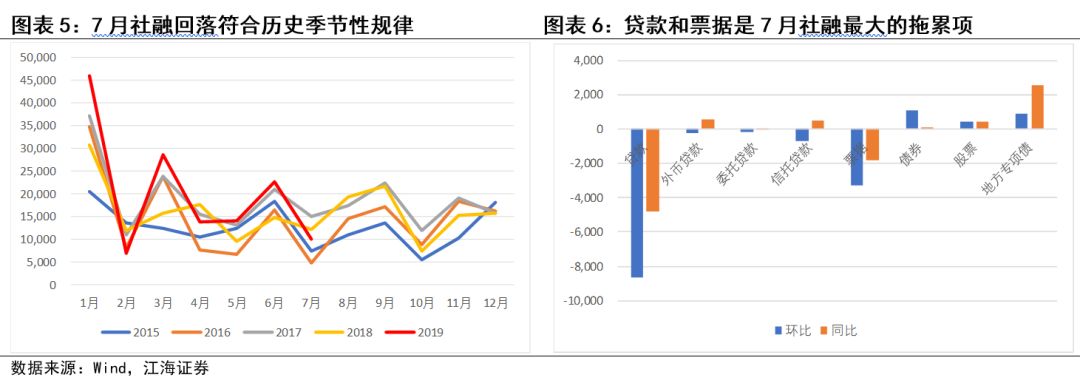 图表 5：7 月社融回落符合历史季节性规律
50,000
45,000
40,000
35,000
30,000
25,000
20,000
15,000
10,000
5,000
0
1月 2月 3月 4月 5月 6月 7月 8月 9月 10月 11月 12月
2015 2016 2017 2018 2019
图表 6：贷款和票据是 7 月社融最大的拖累项
4,000
2,000
0
-2,000
-4,000
-6,000
-8,000
-10,000
贷款 外币贷款 委托贷款 信托贷款 票据 债券 股票 地方专项债
环比 同比
数据来源：Wind，江海证券